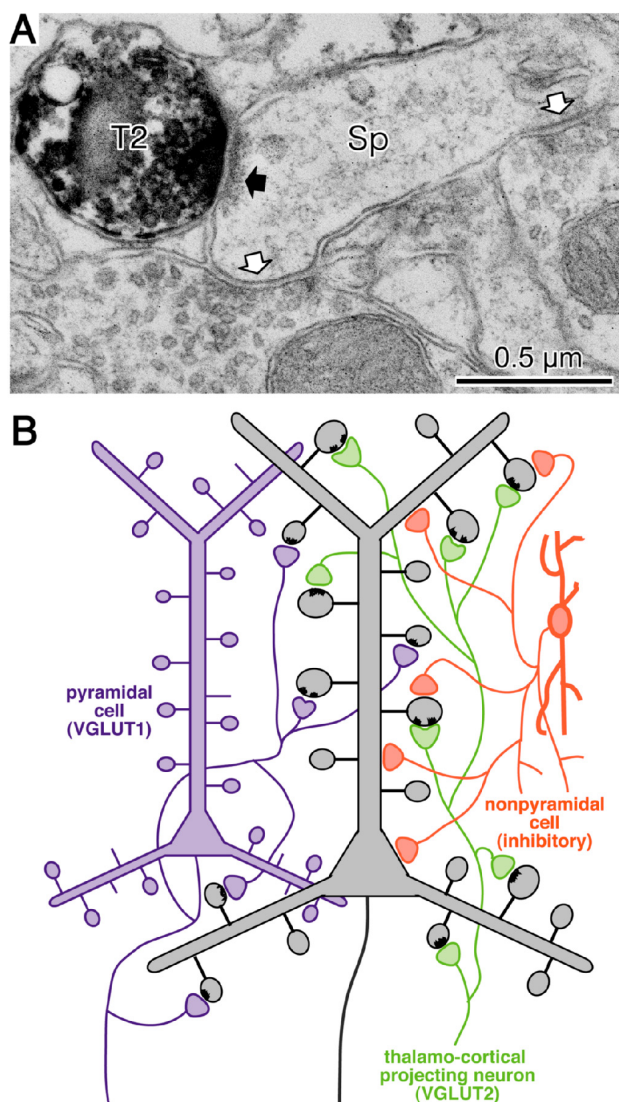 A
T2
Sp
0.5 µm
B
pyramidal
cell
(VGLUT1)
nonpyramidal
cell
(inhibitory)
thalamo-cortical
projecting neuron
(VGLUT2)